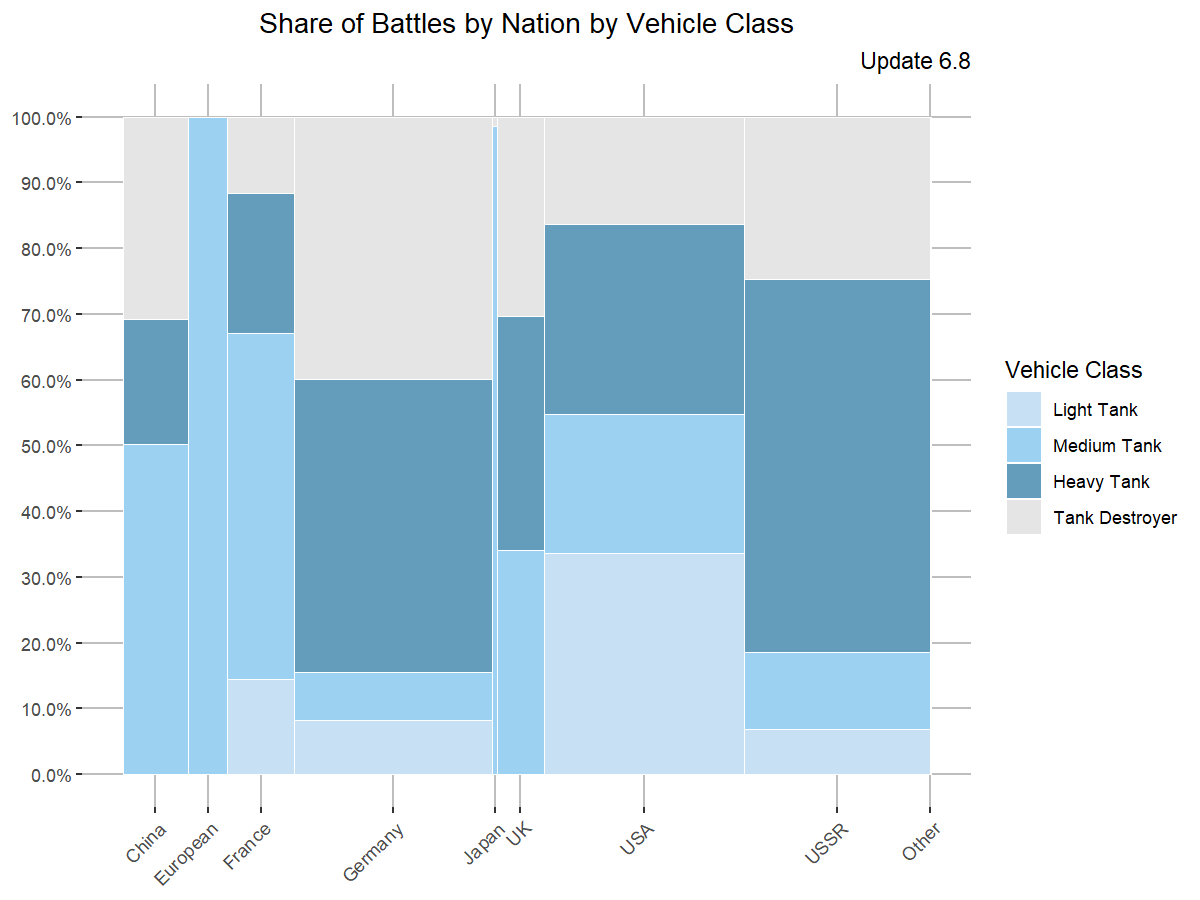 Share of Battles by Nation by Vehicle Class
Update 6.8
100.0%
90.0%
80.0%
70.0%
60.0%
50.0%
40.0%
30.0%
20.0%
10.0%
0.0%
China
European
France
Germany
Japan
UK
USA
USSR
Other
Vehicle Class
Light Tank
Medium Tank
Heavy Tank
Tank Destroyer